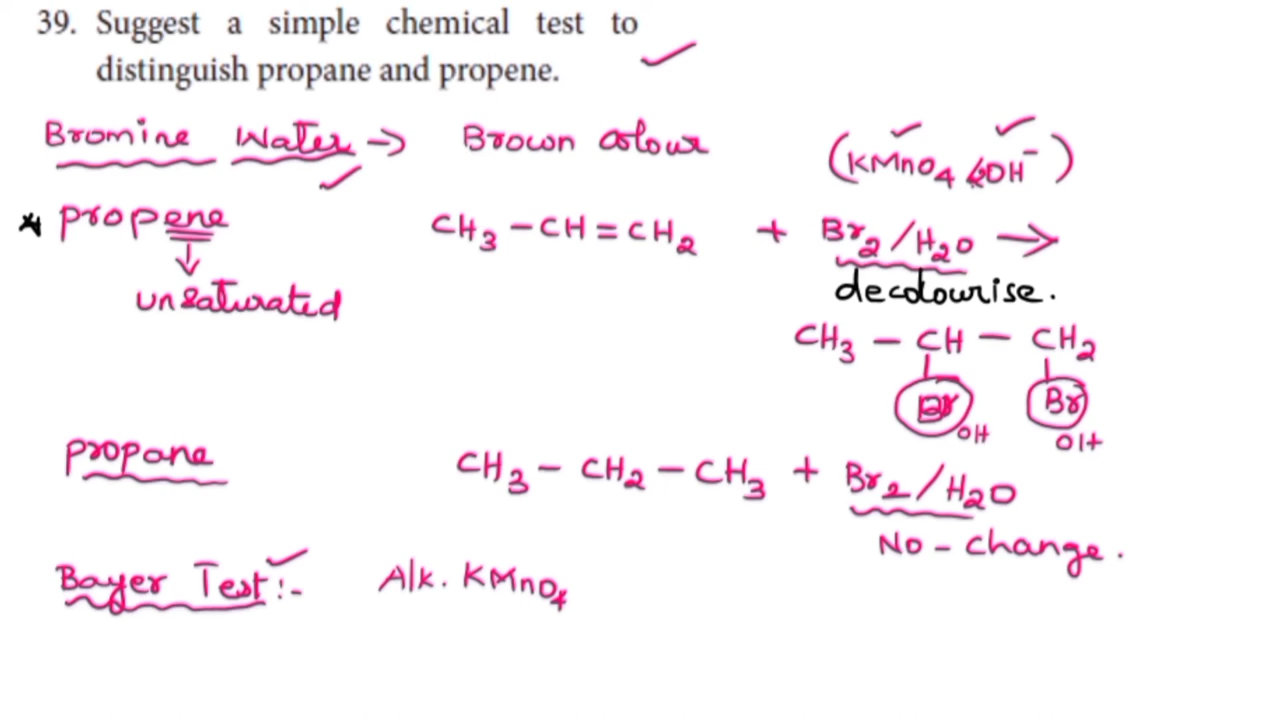 39. Suggest a simple chemical test to
distinguish propane and propene.
Bromine Water → Brown colour (KMnO4 OH⁻)
* propene CH3 – CH = CH2 + Br2/H2O →
↓
unsaturated decolourise.
CH3 – CH – CH2
Br Br
OH OH
propane CH3 – CH2 – CH3 + Br2/H2O
No - change.
Bayer Test :- Alk. KMnO4